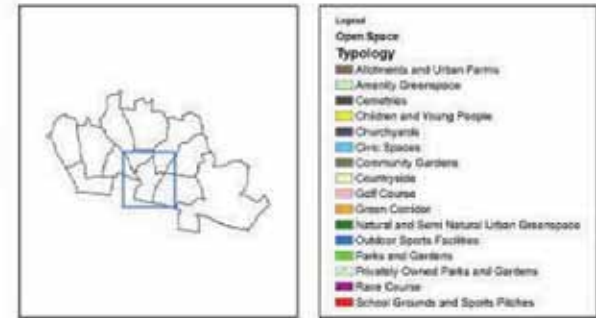 Legend
Open Space
Typology
Allotments and Urban Farms
Amenity Greenspace
Cemetries
Children and Young People
Churchyards
Civic Spaces
Community Gardens
Countryside
Golf Course
Green Corridor
Natural and Semi Natural Urban Greenspace
Outdoor Sports Facilities
Parks and Gardens
Privately Owned Parks and Gardens
Race Course
School Grounds and Sports Pitches